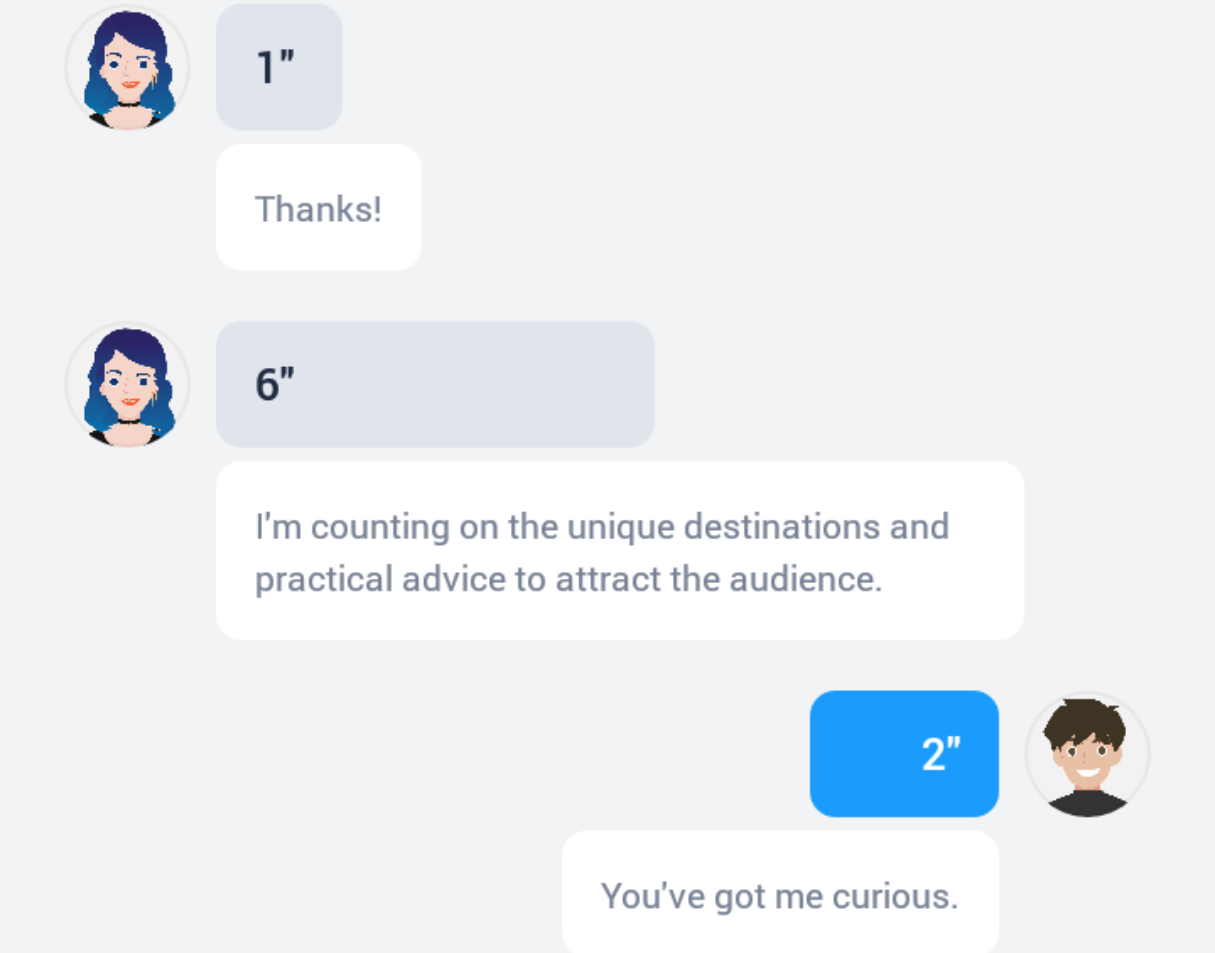 1"
Thanks!
6"
I'm counting on the unique destinations and
practical advice to attract the audience.
2"
You've got me curious.